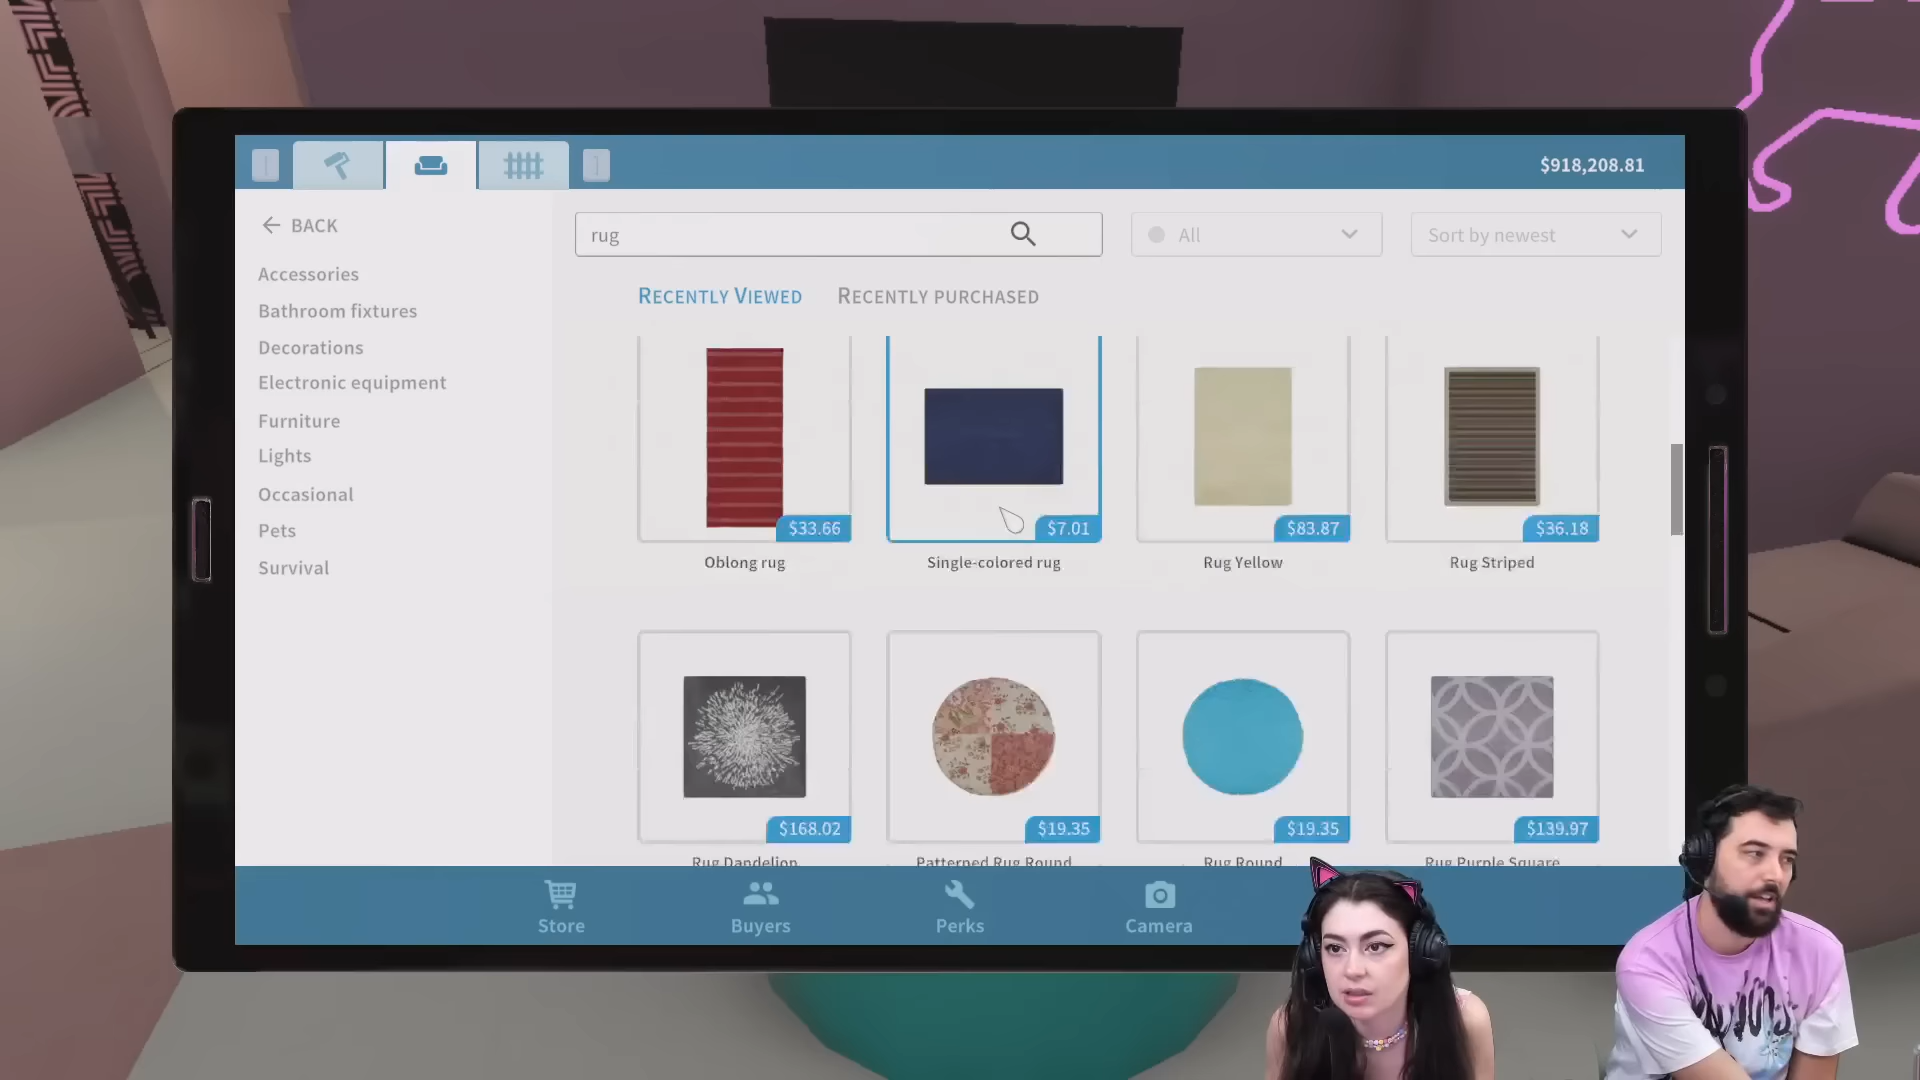 $918,208.81
BACK
rug
All
Sort by newest
Accessories
Bathroom fixtures
Decorations
Electronic equipment
Furniture
Lights
Occasional
Pets
Survival
RECENTLY VIEWED
RECENTLY PURCHASED
$33.66
$7.01
$83.87
$36.18
Oblong rug
Single-colored rug
Rug Yellow
Rug Striped
$168.02
$19.35
$19.35
$139.97
Rug Dandelion
Patterned Rug Round
Rug Round
Rug Purple Square
Store
Buyers
Perks
Camera